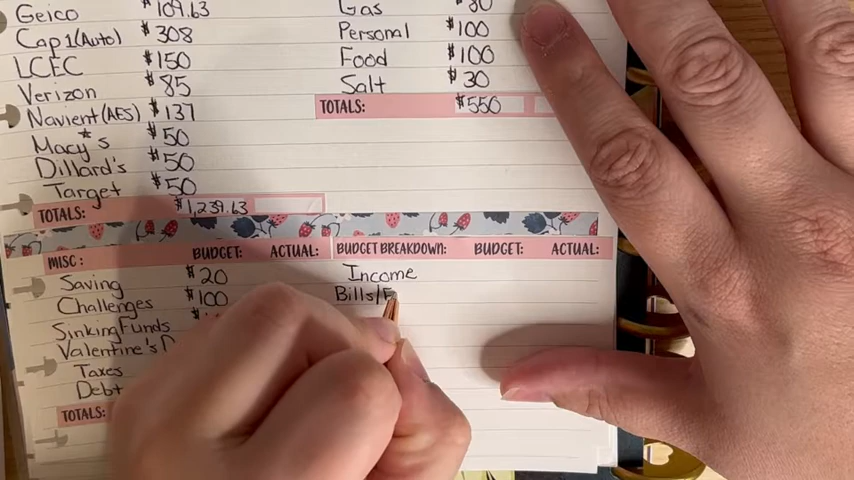 Geico $109.63
Cap1(Auto) $308
LCEC $150
Verizon $85
Navient(AES) $137
Macy's $50
Dillard's $50
Target $50
TOTALS: $1,239.63
Gas $80
Personal $100
Food $100
Salt $30
TOTALS: $550
MISC: BUDGET: ACTUAL:
Saving $20
Challenges $100
Sinking Funds
Valentine's
Taxes
Debt
TOTALS:
BUDGET BREAKDOWN: BUDGET: ACTUAL:
Income
Bills/